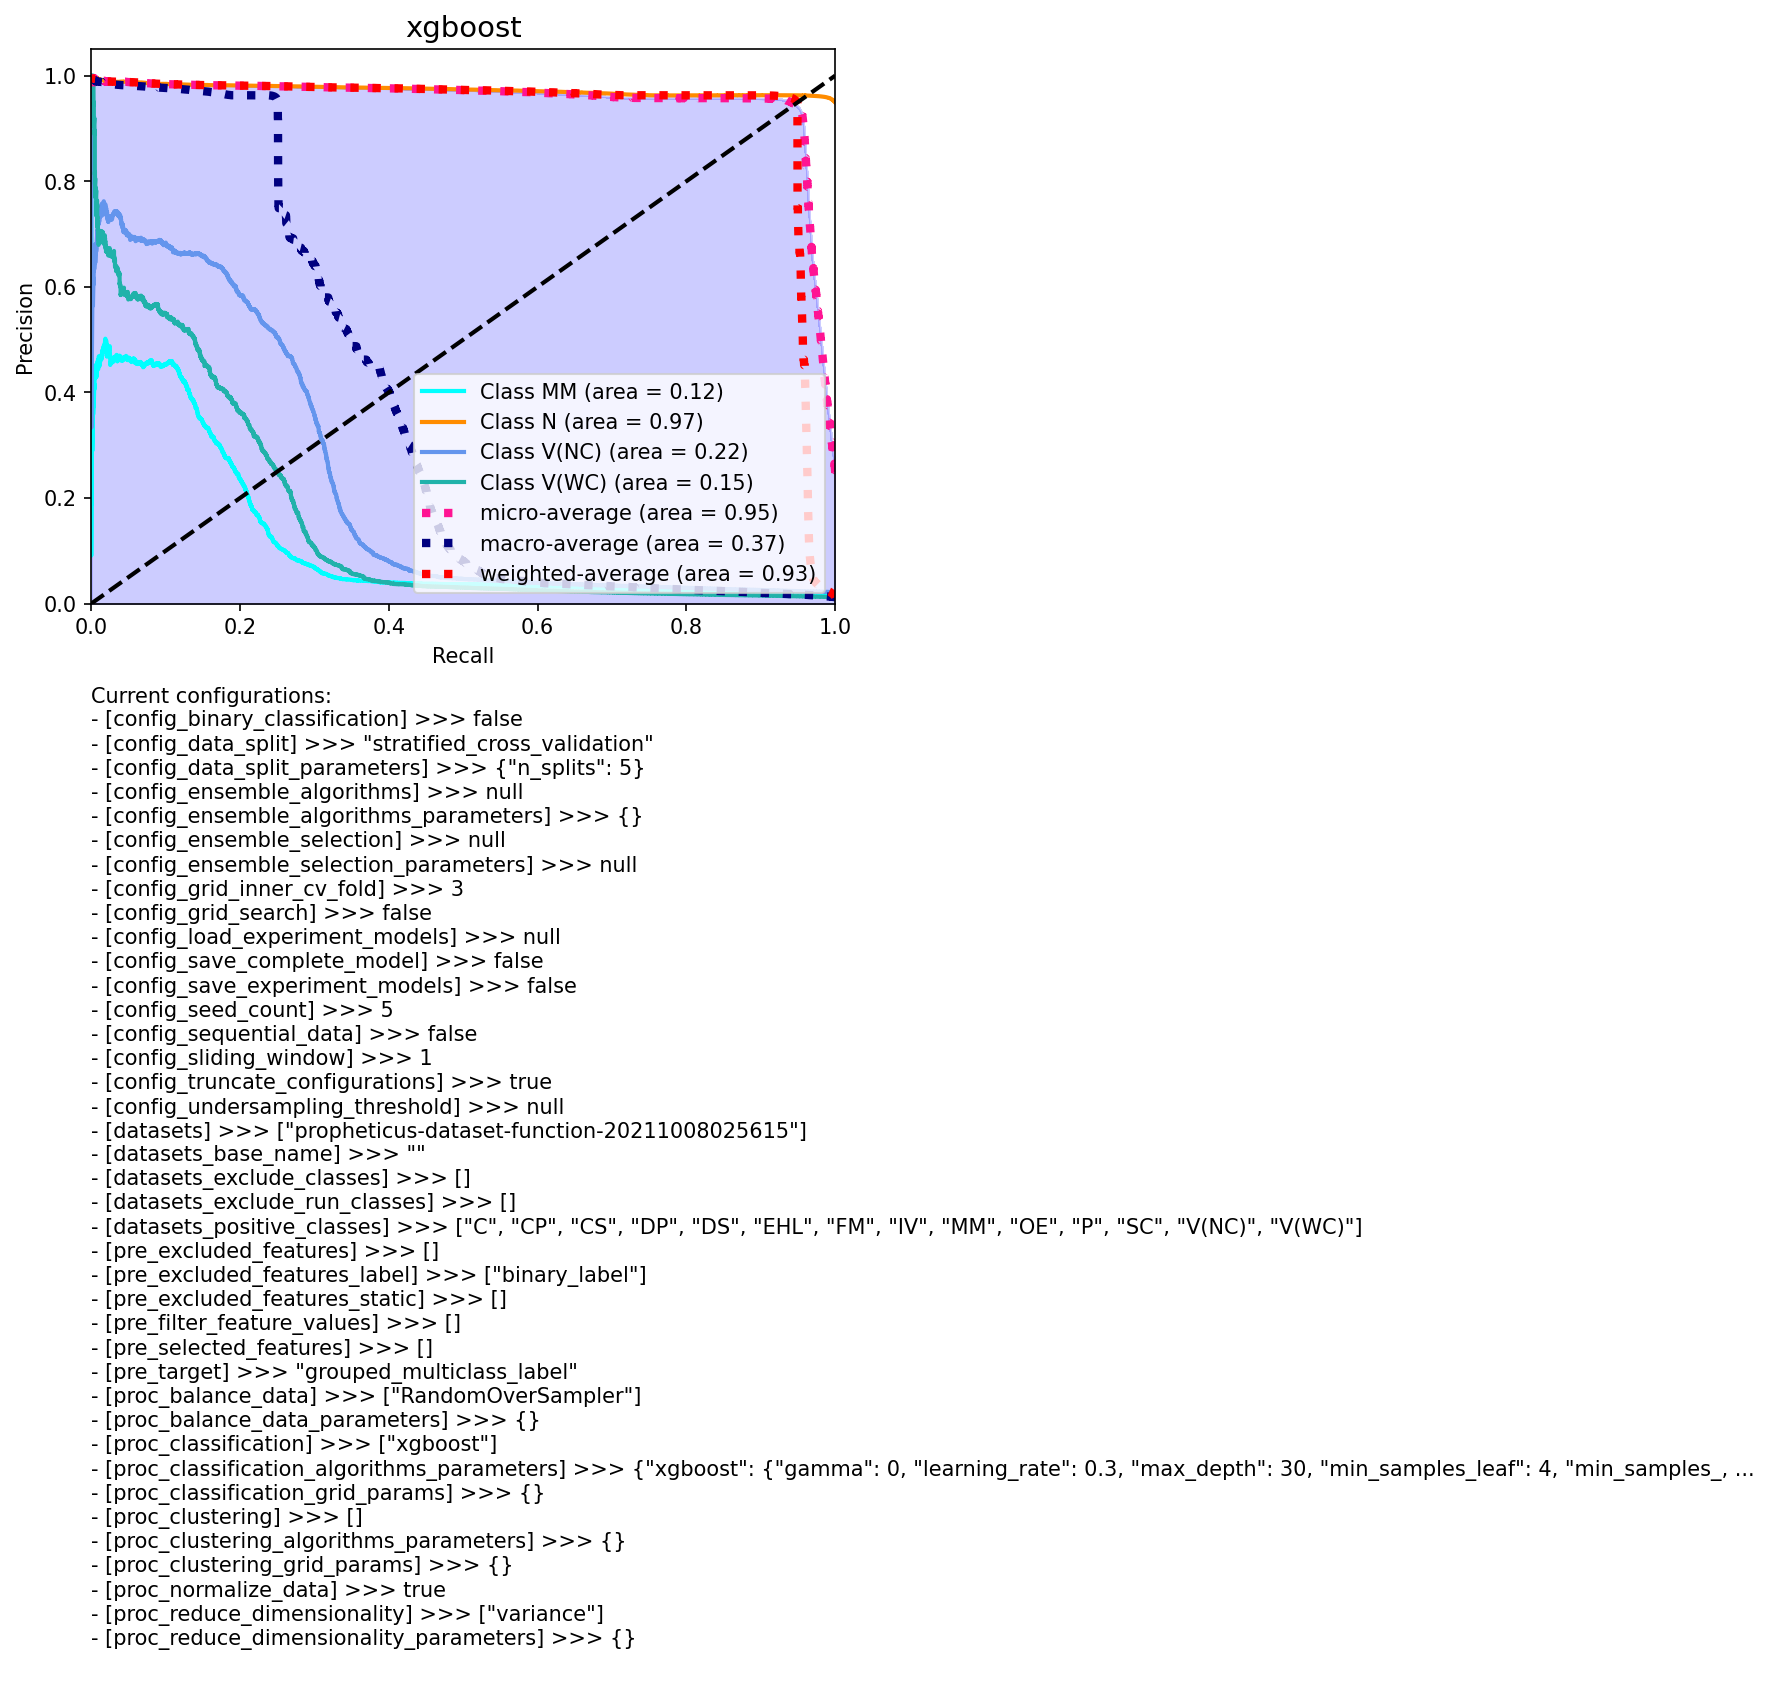 xgboost
1.0
0.8
0.6
0.4
0.2
0.0
Precision
Class MM (area = 0.12)
Class N (area = 0.97)
Class V(NC) (area = 0.22)
Class V(WC) (area = 0.15)
micro-average (area = 0.95)
macro-average (area = 0.37)
weighted-average (area = 0.93)
0.0 0.2 0.4 0.6 0.8 1.0
Recall
Current configurations:
- [config_binary_classification] >>> false
- [config_data_split] >>> "stratified_cross_validation"
- [config_data_split_parameters] >>> {"n_splits": 5}
- [config_ensemble_algorithms] >>> null
- [config_ensemble_algorithms_parameters] >>> {}
- [config_ensemble_selection] >>> null
- [config_ensemble_selection_parameters] >>> null
- [config_grid_inner_cv_fold] >>> 3
- [config_grid_search] >>> false
- [config_load_experiment_models] >>> null
- [config_save_complete_model] >>> false
- [config_save_experiment_models] >>> false
- [config_seed_count] >>> 5
- [config_sequential_data] >>> false
- [config_sliding_window] >>> 1
- [config_truncate_configurations] >>> true
- [config_undersampling_threshold] >>> null
- [datasets] >>> ["propheticus-dataset-function-20211008025615"]
- [datasets_base_name] >>> ""
- [datasets_exclude_classes] >>> []
- [datasets_exclude_run_classes] >>> []
- [datasets_positive_classes] >>> ["C", "CP", "CS", "DP", "DS", "EHL", "FM", "IV", "MM", "OE", "P", "SC", "V(NC)", "V(WC)"]
- [pre_excluded_features] >>> []
- [pre_excluded_features_label] >>> ["binary_label"]
- [pre_excluded_features_static] >>> []
- [pre_filter_feature_values] >>> []
- [pre_selected_features] >>> []
- [pre_target] >>> "grouped_multiclass_label"
- [proc_balance_data] >>> ["RandomOverSampler"]
- [proc_balance_data_parameters] >>> {}
- [proc_classification] >>> ["xgboost"]
- [proc_classification_algorithms_parameters] >>> {"xgboost": {"gamma": 0, "learning_rate": 0.3, "max_depth": 30, "min_samples_leaf": 4, "min_samples_, ...
- [proc_classification_grid_params] >>> {}
- [proc_clustering] >>> []
- [proc_clustering_algorithms_parameters] >>> {}
- [proc_clustering_grid_params] >>> {}
- [proc_normalize_data] >>> true
- [proc_reduce_dimensionality] >>> ["variance"]
- [proc_reduce_dimensionality_parameters] >>> {}